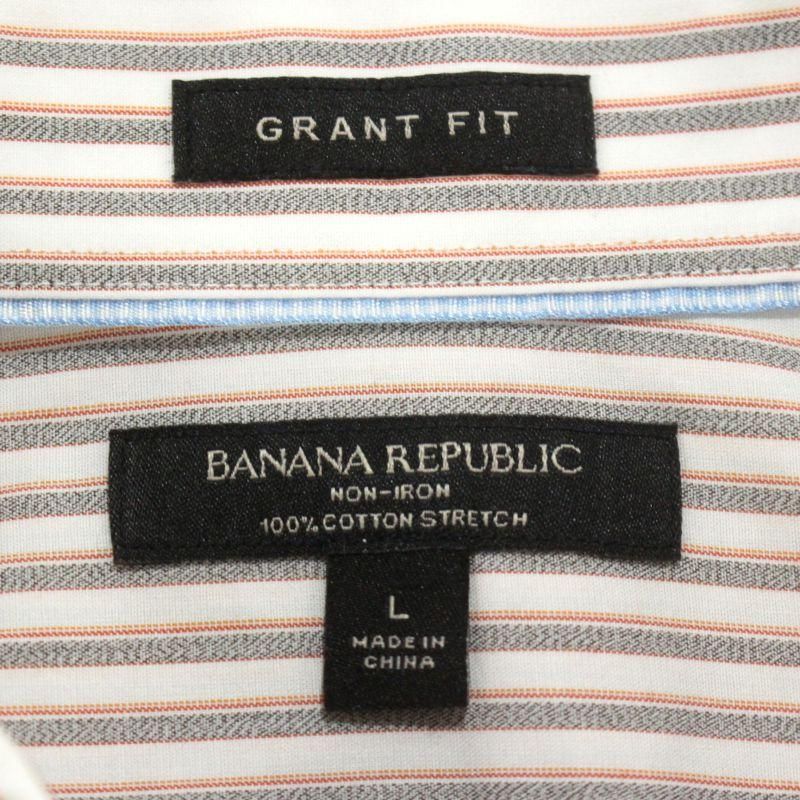 GRANT FIT
BANANA REPUBLIC
NON-IRON
100% COTTON STRETCH
L
MADE IN
CHINA